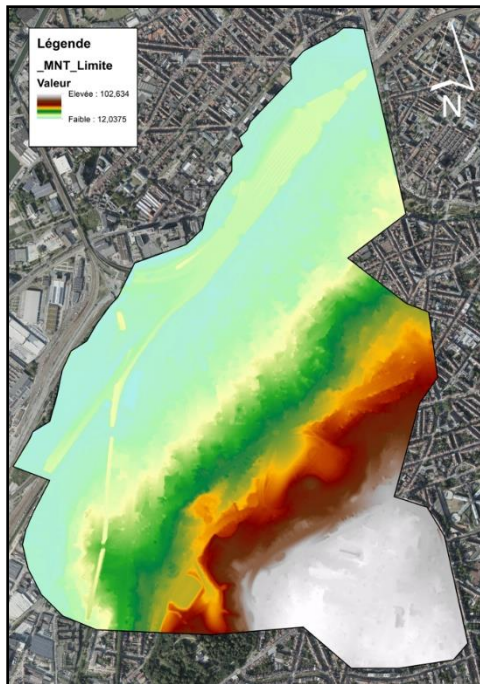 Légende
_MNT_Limite
Valeur
Elevée : 102,634
Faible : 12,0375
N